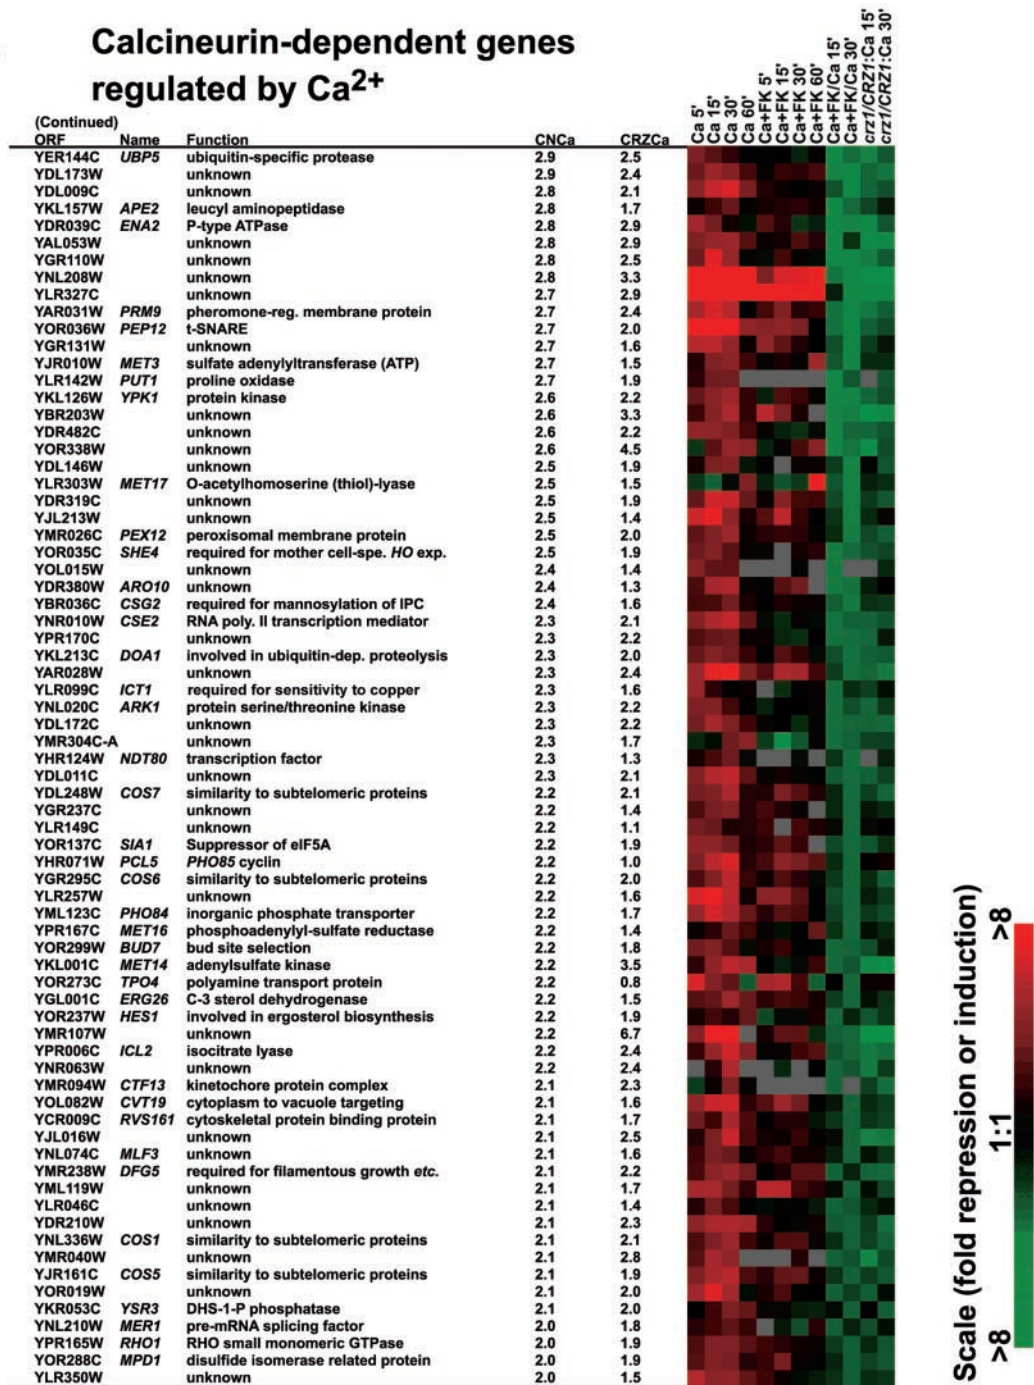 Calcineurin-dependent genes
regulated by Ca2+
(Continued)
ORF Name Function CNCa CRZCa Ca 5' Ca 15' Ca 30' Ca 60' Ca+FK 5' Ca+FK 15' Ca+FK 30' Ca+FK 60' Ca+FK/Ca 15' Ca+FK/Ca 30' crz1/CRZ1:Ca 15' crz1/CRZ1:Ca 30'
YER144C UBP5 ubiquitin-specific protease 2.9 2.5
YDL173W unknown 2.9 2.4
YDL009C unknown 2.8 2.1
YKL157W APE2 leucyl aminopeptidase 2.8 1.7
YDR039C ENA2 P-type ATPase 2.8 2.9
YAL053W unknown 2.8 2.9
YGR110W unknown 2.8 2.5
YNL208W unknown 2.8 3.3
YLR327C unknown 2.7 2.9
YAR031W PRM9 pheromone-reg. membrane protein 2.7 2.4
YOR036W PEP12 t-SNARE 2.7 2.0
YGR131W unknown 2.7 1.6
YJR010W MET3 sulfate adenylyltransferase (ATP) 2.7 1.5
YLR142W PUT1 proline oxidase 2.7 1.9
YKL126W YPK1 protein kinase 2.6 2.2
YBR203W unknown 2.6 3.3
YDR482C unknown 2.6 2.2
YOR338W unknown 2.6 4.5
YDL146W unknown 2.5 1.9
YLR303W MET17 O-acetylhomoserine (thiol)-lyase 2.5 1.5
YDR319C unknown 2.5 1.9
YJL213W unknown 2.5 1.4
YMR026C PEX12 peroxisomal membrane protein 2.5 2.0
YOR035C SHE4 required for mother cell-spe. HO exp. 2.5 1.9
YOL015W unknown 2.4 1.4
YDR380W ARO10 unknown 2.4 1.3
YBR036C CSG2 required for mannosylation of IPC 2.4 1.6
YNR010W CSE2 RNA poly. II transcription mediator 2.3 2.1
YPR170C unknown 2.3 2.2
YKL213C DOA1 involved in ubiquitin-dep. proteolysis 2.3 2.0
YAR028W unknown 2.3 2.4
YLR099C ICT1 required for sensitivity to copper 2.3 1.6
YNL020C ARK1 protein serine/threonine kinase 2.3 2.2
YDL172C unknown 2.3 2.2
YMR304C-A unknown 2.3 1.7
YHR124W NDT80 transcription factor 2.3 1.3
YDL011C unknown 2.3 2.1
YDL248W COS7 similarity to subtelomeric proteins 2.2 2.1
YGR237C unknown 2.2 1.4
YLR149C unknown 2.2 1.1
YOR137C SIA1 Suppressor of eIF5A 2.2 1.9
YHR071W PCL5 PHO85 cyclin 2.2 1.0
YGR295C COS6 similarity to subtelomeric proteins 2.2 2.0
YLR257W unknown 2.2 1.6
YML123C PHO84 inorganic phosphate transporter 2.2 1.7
YPR167C MET16 phosphoadenylyl-sulfate reductase 2.2 1.4
YOR299W BUD7 bud site selection 2.2 1.8
YKL001C MET14 adenylsulfate kinase 2.2 3.5
YOR273C TPO4 polyamine transport protein 2.2 0.8
YGL001C ERG26 C-3 sterol dehydrogenase 2.2 1.5
YOR237W HES1 involved in ergosterol biosynthesis 2.2 1.9
YMR107W unknown 2.2 6.7
YPR006C ICL2 isocitrate lyase 2.2 2.4
YNR063W unknown 2.2 2.4
YMR094W CTF13 kinetochore protein complex 2.1 2.3
YOL082W CVT19 cytoplasm to vacuole targeting 2.1 1.6
YCR009C RVS161 cytoskeletal protein binding protein 2.1 1.7
YJL016W unknown 2.1 2.5
YNL074C MLF3 unknown 2.1 1.6
YMR238W DFG5 required for filamentous growth etc. 2.1 2.2
YML119W unknown 2.1 1.7
YLR046C unknown 2.1 1.4
YDR210W unknown 2.1 2.3
YNL336W COS1 similarity to subtelomeric proteins 2.1 2.1
YMR040W unknown 2.1 2.8
YJR161C COS5 similarity to subtelomeric proteins 2.1 1.9
YOR019W unknown 2.1 2.0
YKR053C YSR3 DHS-1-P phosphatase 2.1 2.0
YNL210W MER1 pre-mRNA splicing factor 2.0 1.8
YPR165W RHO1 RHO small monomeric GTPase 2.0 1.9
YOR288C MPD1 disulfide isomerase related protein 2.0 1.9
YLR350W unknown 2.0 1.5
Scale (fold repression or induction)
>8 1:1 >8